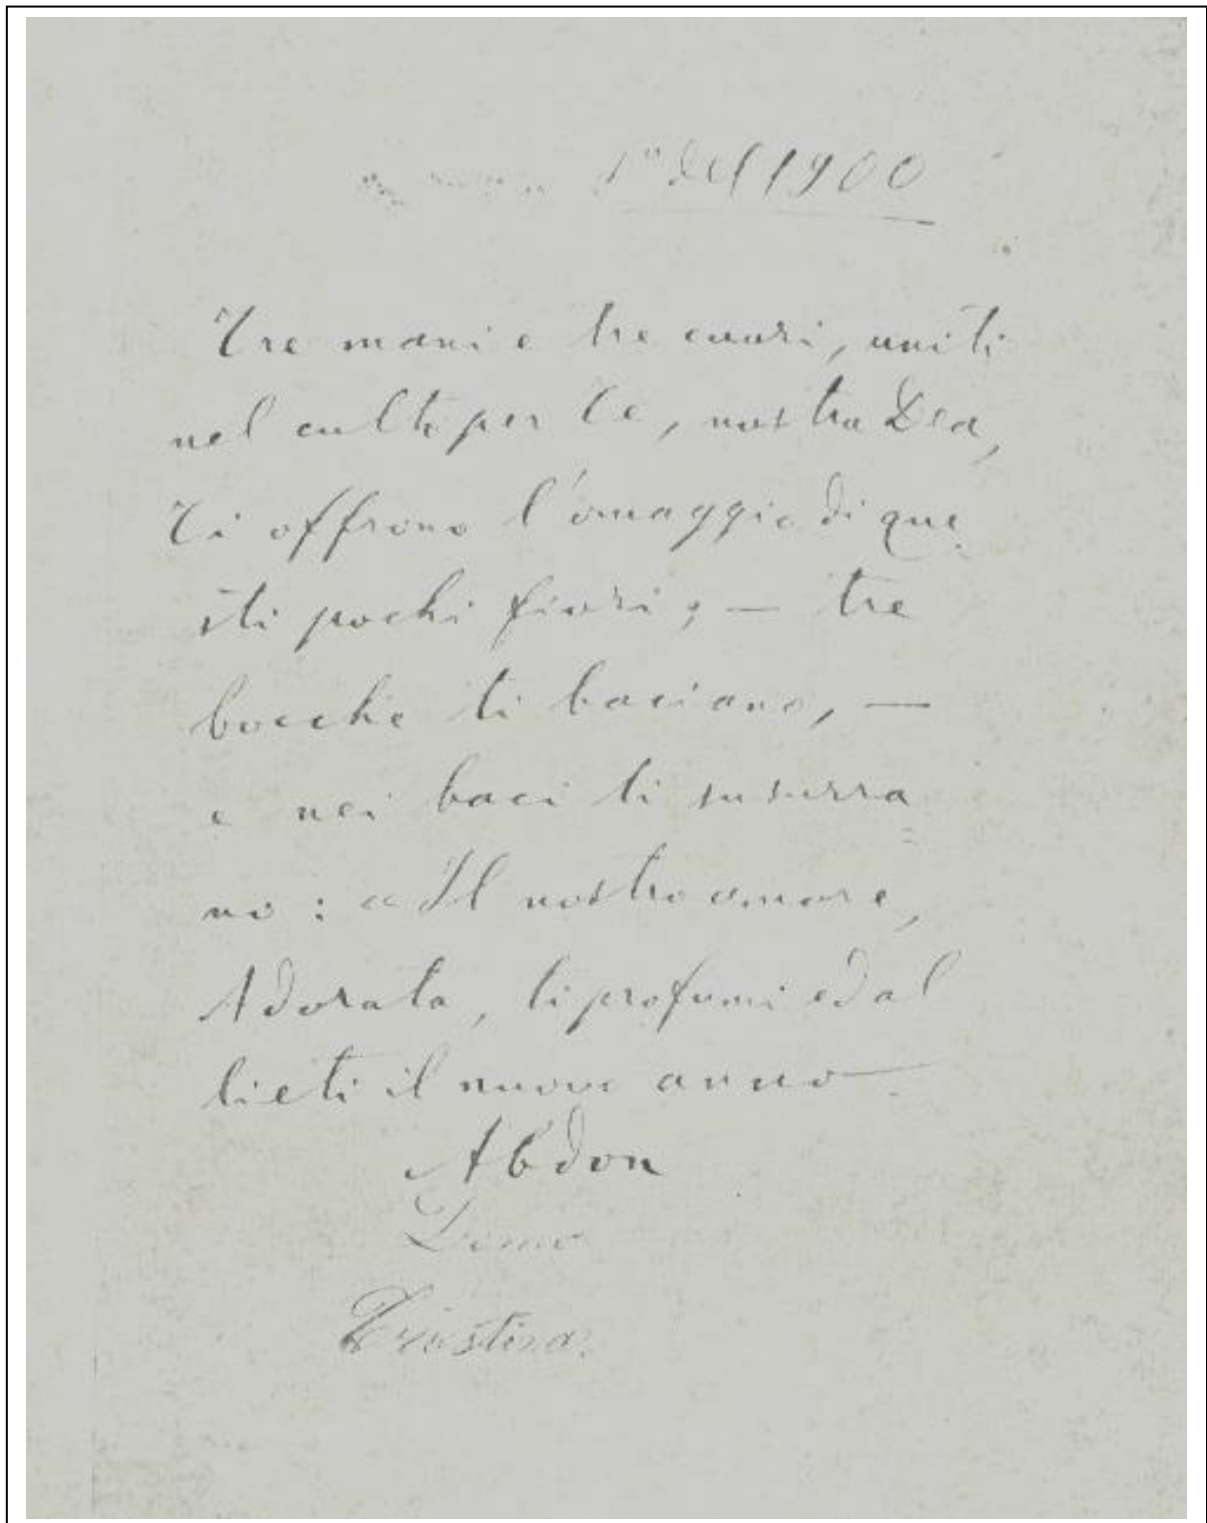 1° del 1900
Tre mani e tre cuori, uniti
nel culto per Te, nostra Dea,
Ti offrono l'omaggio di que
sti pochi fiori; — tre
bocche ti baciano, —
e nei baci ti susurra
no: « Il nostro amore,
Adorata, ti profumi ed al
lieti il nuovo anno
Abdon